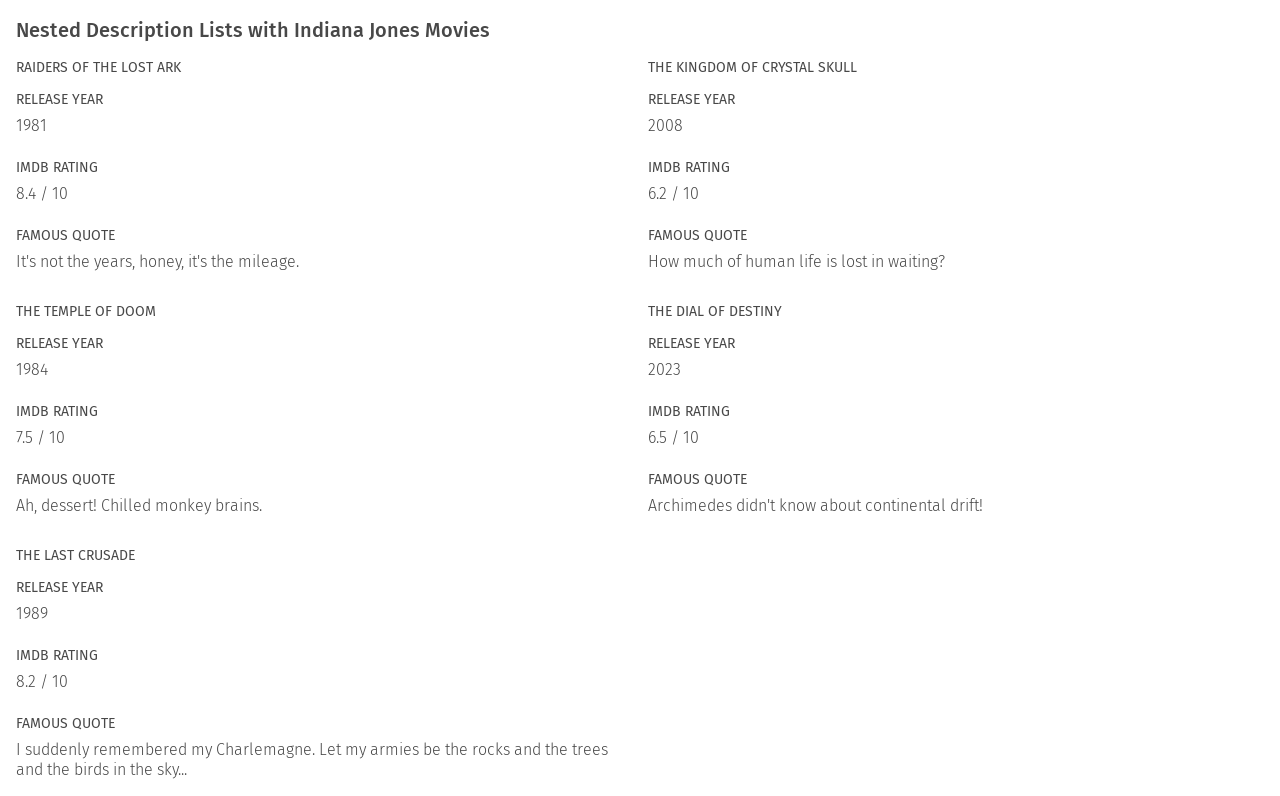 Nested Description Lists with Indiana Jones Movies
RAIDERS OF THE LOST ARK
RELEASE YEAR
1981
IMDB RATING
8.4 / 10
FAMOUS QUOTE
It's not the years, honey, it's the mileage.
THE TEMPLE OF DOOM
RELEASE YEAR
1984
IMDB RATING
7.5 / 10
FAMOUS QUOTE
Ah, dessert! Chilled monkey brains.
THE LAST CRUSADE
RELEASE YEAR
1989
IMDB RATING
8.2 / 10
FAMOUS QUOTE
I suddenly remembered my Charlemagne. Let my armies be the rocks and the trees
and the birds in the sky...
THE KINGDOM OF CRYSTAL SKULL
RELEASE YEAR
2008
IMDB RATING
6.2 / 10
FAMOUS QUOTE
How much of human life is lost in waiting?
THE DIAL OF DESTINY
RELEASE YEAR
2023
IMDB RATING
6.5 / 10
FAMOUS QUOTE
Archimedes didn't know about continental drift!